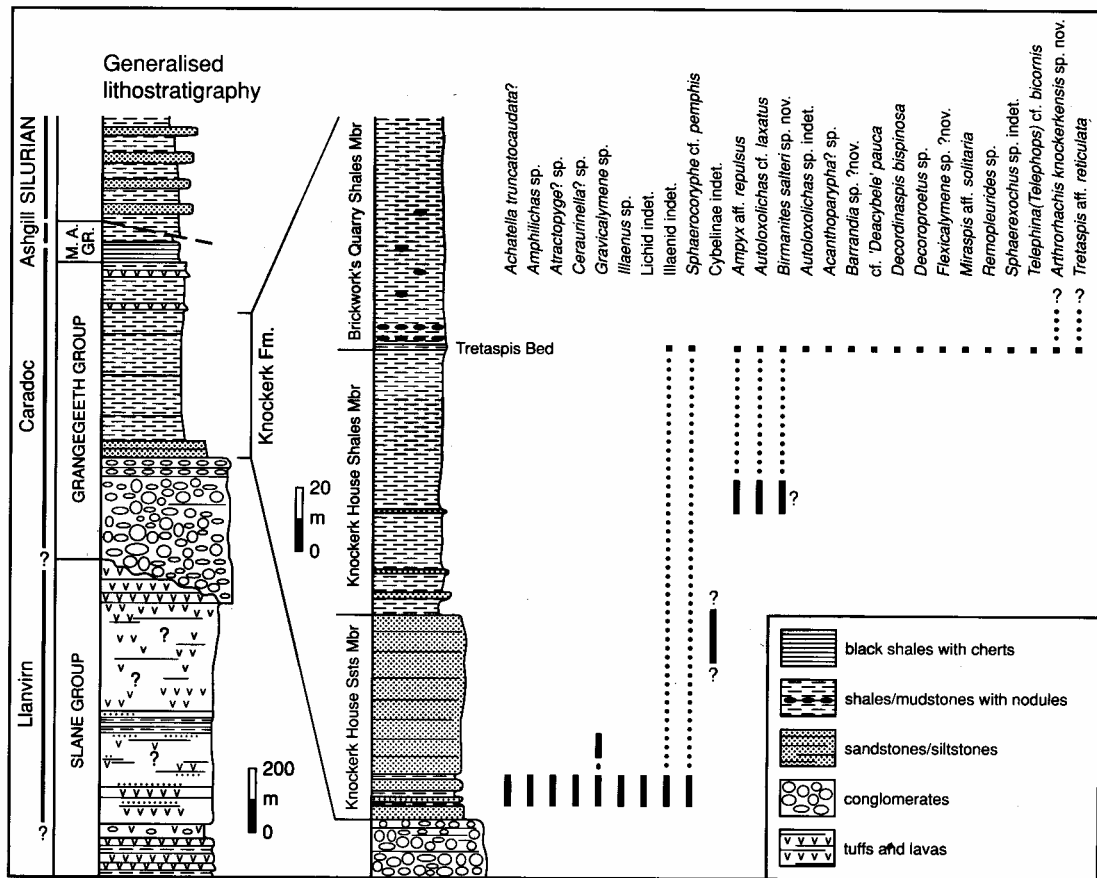 Generalised
lithostratigraphy
SILURIAN
Ashgill
Caradoc
?
Llanvirn
?
M. A.
GR.
GRANGEGEETH GROUP
SLANE GROUP
?
?
?
?
200
m
0
Knockerk Fm.
20
m
0
Brickwork's Quarry Shales Mbr
Knockerk House Shales Mbr
Knockerk House Ssts Mbr
Tretaspis Bed
Achatella truncatocaudata?
Amphilichas sp.
Atractopyge? sp.
Ceraurinella? sp.
Gravicalymene sp.
Illaenus sp.
Lichid indet.
Illaenid indet.
Sphaerocoryphe cf. pemphis
Cybelinae indet.
Ampyx aff. repulsus
Autoloxolichas cf. laxatus
Birmanites salteri sp. nov.
Autoloxolichas sp. indet.
Acanthoparypha? sp.
Barrandia sp. ?nov.
cf. 'Deacybele' pauca
Decordinaspis bispinosa
Decoroproetus sp.
Flexicalymene sp. ?nov.
Miraspis aff. solitaria
Remopleurides sp.
Sphaerexochus sp. indet.
Telephina (Telephops) cf. bicornis
Arthrorhachis knockerkensis sp. nov.
Tretaspis aff. reticulata
?
?
?
?
?
black shales with cherts
shales/mudstones with nodules
sandstones/siltstones
conglomerates
tuffs and lavas